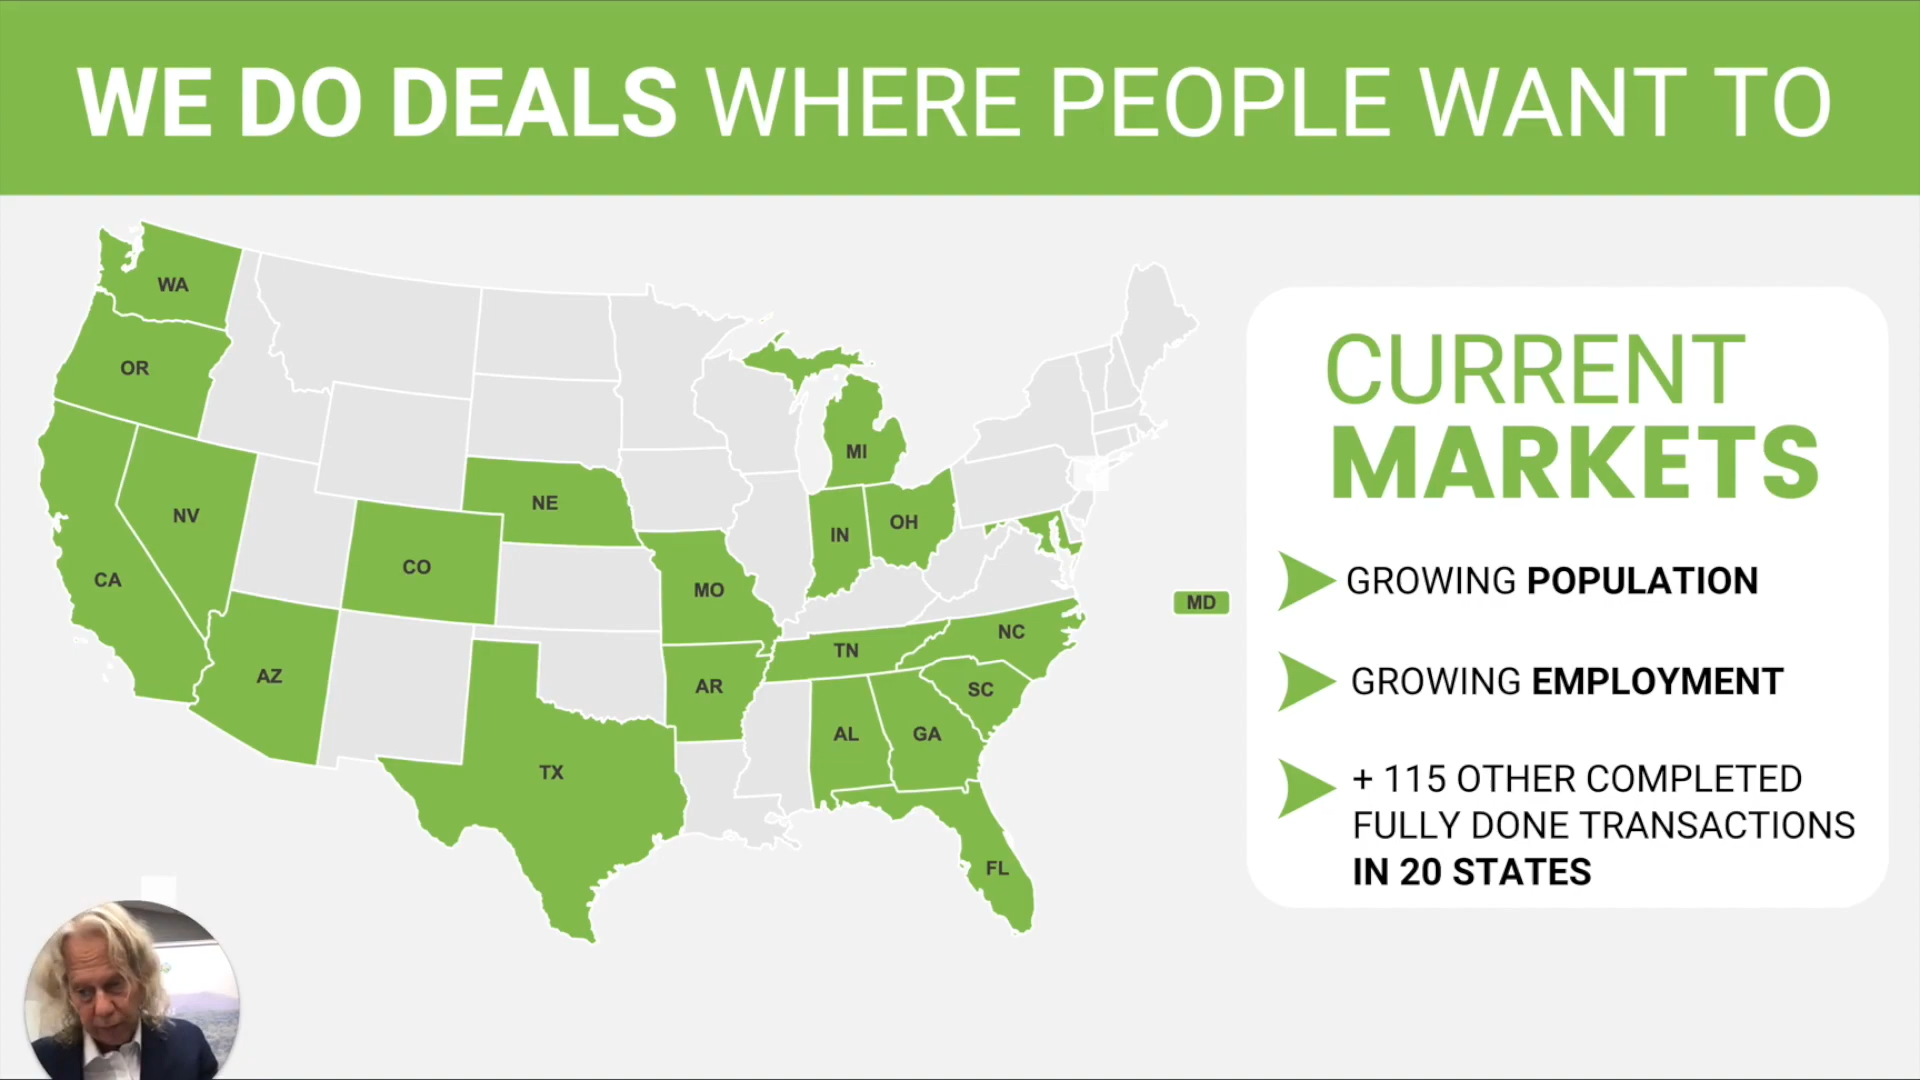 WE DO DEALS WHERE PEOPLE WANT TO
WA
OR
CA
NV
AZ
CO
NE
TX
MO
AR
MI
IN
OH
TN
NC
SC
AL
GA
FL
MD
CURRENT
MARKETS
GROWING POPULATION
GROWING EMPLOYMENT
+ 115 OTHER COMPLETED
FULLY DONE TRANSACTIONS
IN 20 STATES